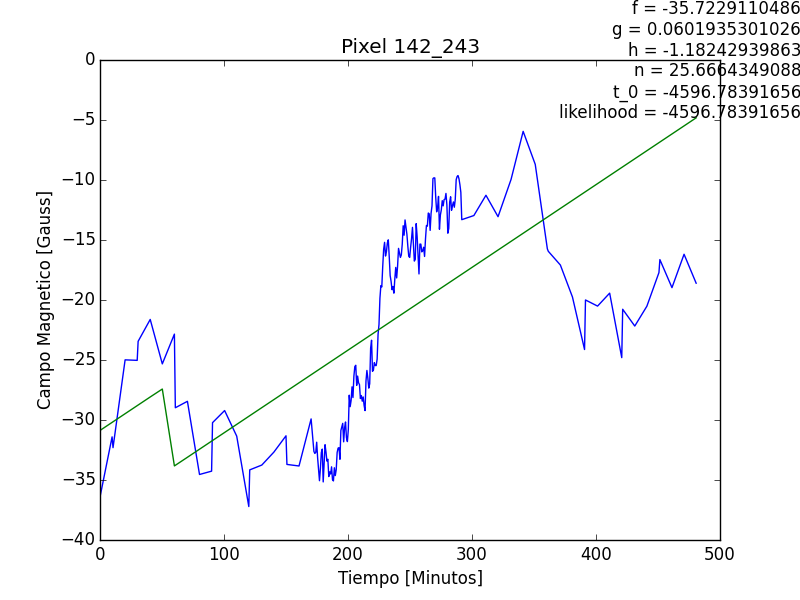 f = -35.7229110486
g = 0.0601935301026
h = -1.18242939863
n = 25.6664349088
t_0 = -4596.78391656
likelihood = -4596.78391656
Pixel 142_243
0
−5
−10
−15
−20
−25
−30
−35
−40
Campo Magnetico [Gauss]
0 100 200 300 400 500
Tiempo [Minutos]